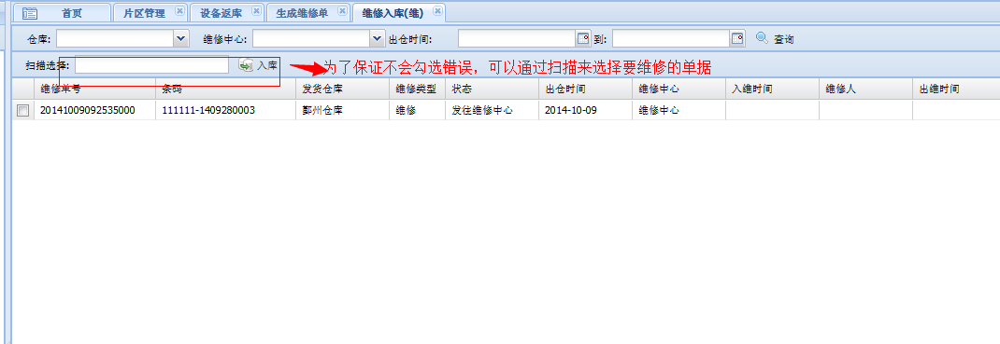 首页 片区管理 设备返库 生成维修单 维修入库(维)
仓库: 维修中心: 出仓时间: 到: 查询
扫描选择: 入库 为了保证不会勾选错误，可以通过扫描来选择要维修的单据
维修单号 条码 发货仓库 维修类型 状态 出仓时间 维修中心 入维时间 维修人 出维时间
20141009092535000 111111-1409280003 鄞州仓库 维修 发往维修中心 2014-10-09 维修中心